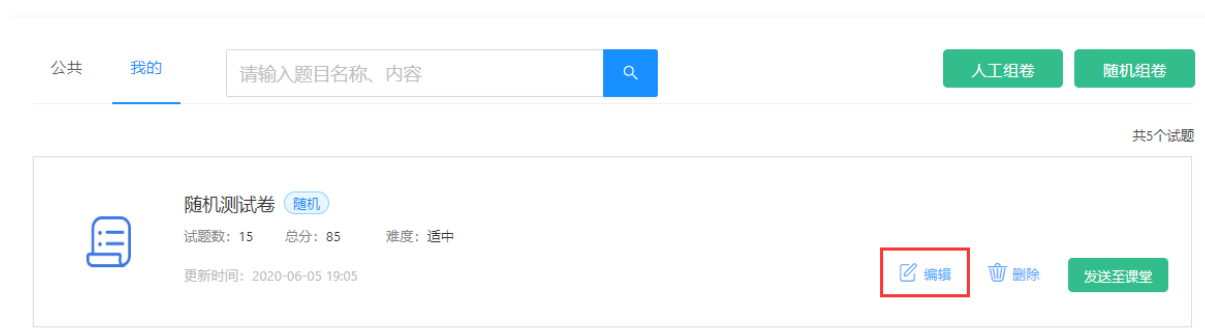 公共 我的 请输入题目名称、内容 人工组卷 随机组卷
共5个试题
随机测试卷 随机
试题数：15 总分：85 难度：适中
更新时间：2020-06-05 19:05
编辑 删除 发送至课堂